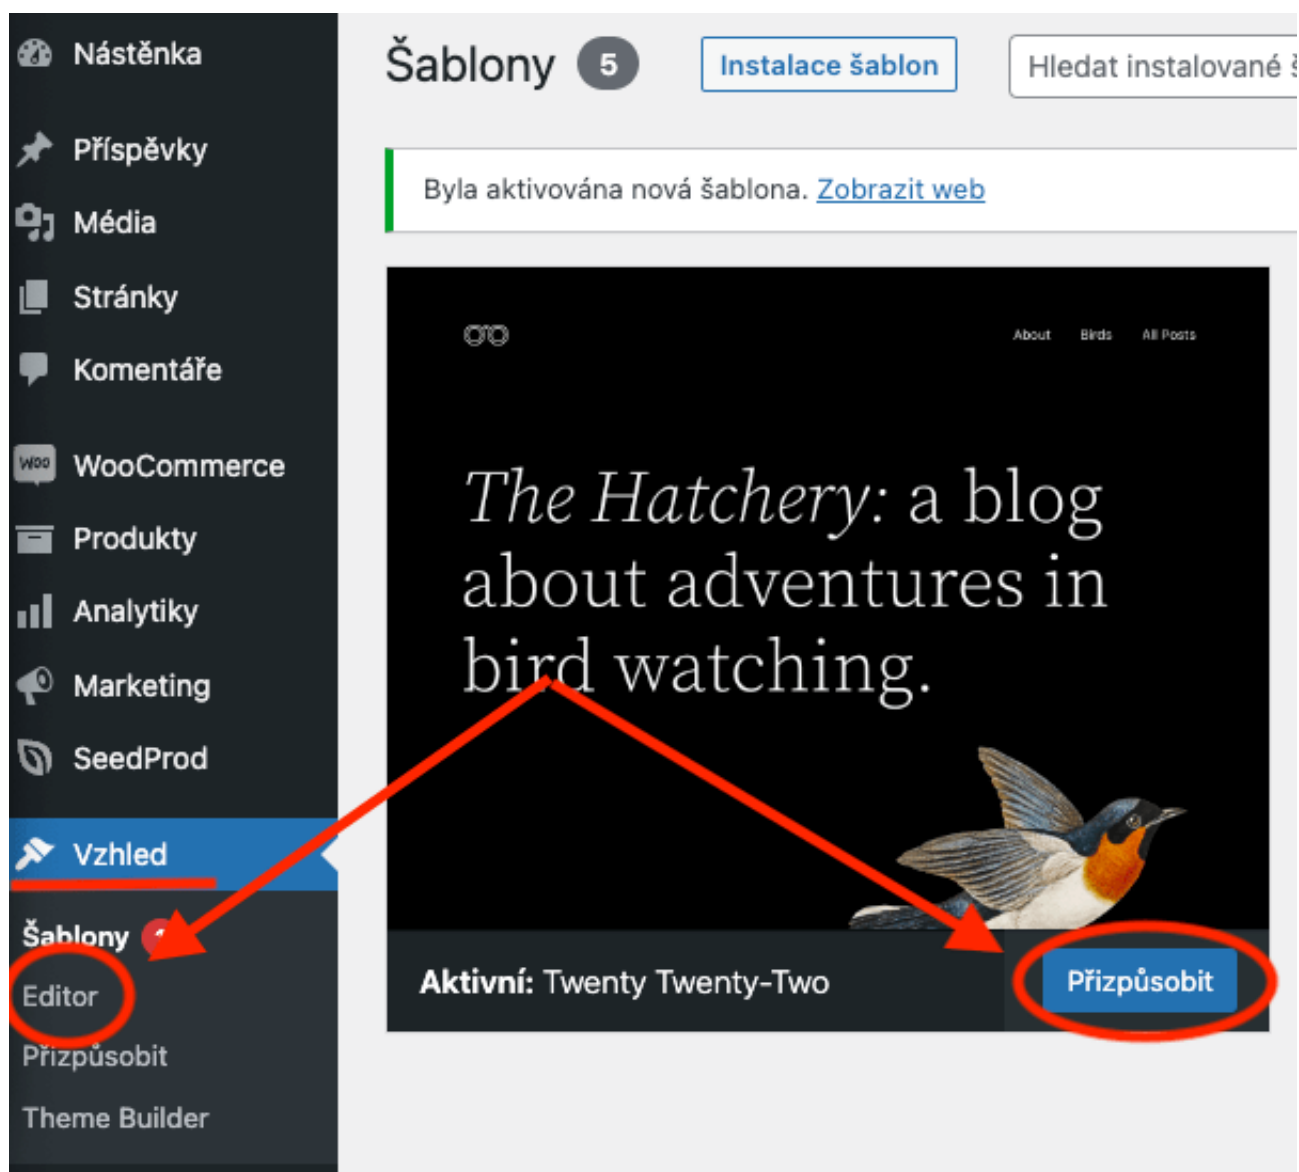 Nástěnka
Příspěvky
Média
Stránky
Komentáře
Woo WooCommerce
Produkty
Analytiky
Marketing
SeedProd
Vzhled
Šablony
Editor
Přizpůsobit
Theme Builder
Šablony 5 Instalace šablon Hledat instalované
Byla aktivována nová šablona. Zobrazit web
About Birds All Posts
The Hatchery: a blog
about adventures in
bird watching.
Aktivní: Twenty Twenty-Two Přizpůsobit